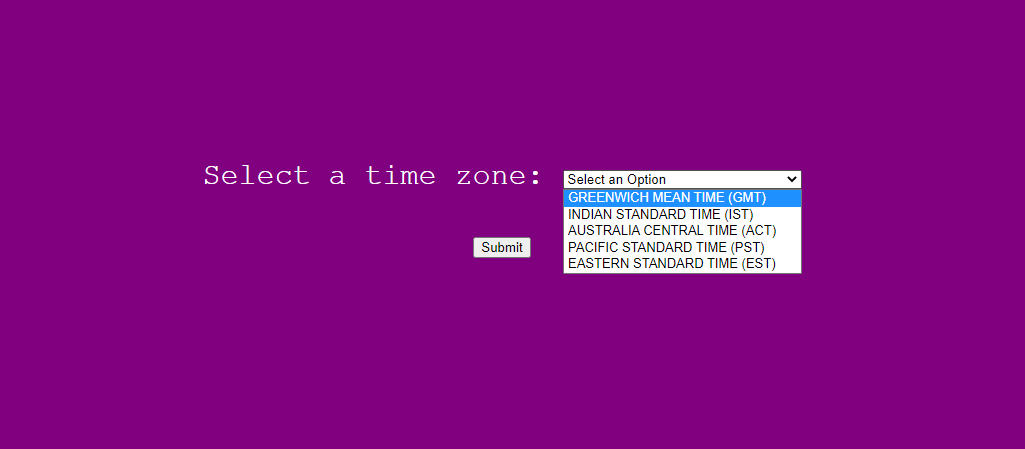 Select a time zone: Select an Option
GREENWICH MEAN TIME (GMT)
INDIAN STANDARD TIME (IST)
AUSTRALIA CENTRAL TIME (ACT)
PACIFIC STANDARD TIME (PST)
EASTERN STANDARD TIME (EST)
Submit